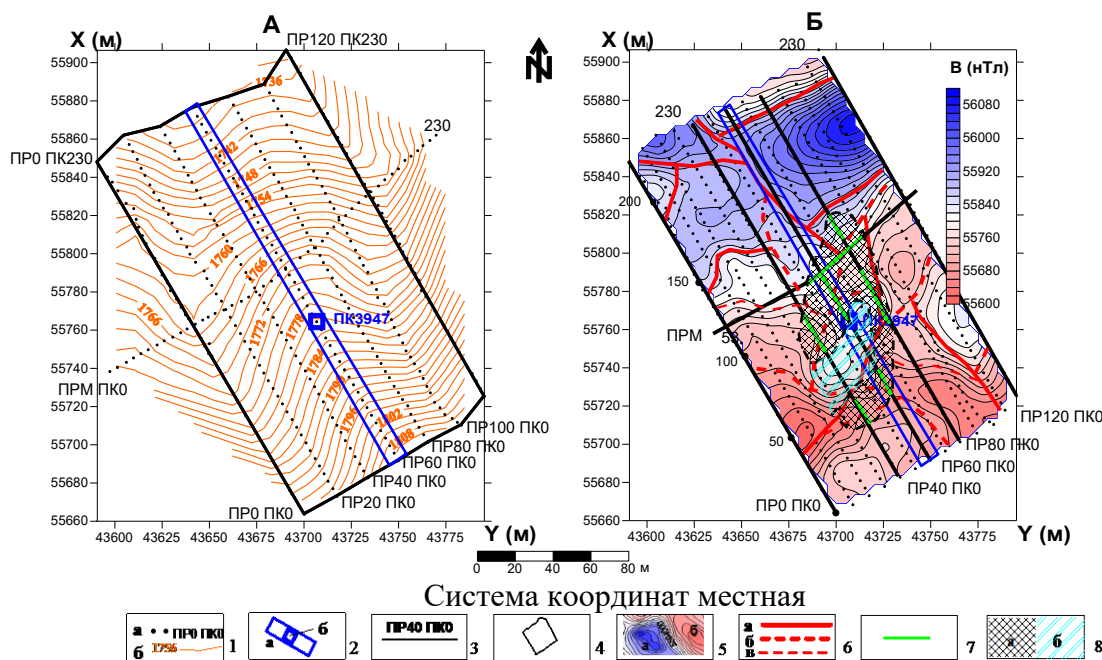 А
X (м)
ПР120 ПК230
55900
55880
55860
55840
55820
55800
55780
55760
55740
55720
55700
55680
55660
43600 43625 43650 43675 43700 43725 43750 43775
Y (м)
1736
1742
1748
1754
1760
1766
1766
1772
1778
1784
1790
1796
1802
1808
230
ПР0 ПК230
ПК3947
ПРМ ПК0
ПР100 ПК0
ПР80 ПК0
ПР60 ПК0
ПР40 ПК0
ПР20 ПК0
ПР0 ПК0
N
Б
X (м)
230
В (нТл)
56080
56000
55920
55840
55760
55680
55600
55900
55880
55860
55840
55820
55800
55780
55760
55740
55720
55700
55680
55660
43600 43625 43650 43675 43700 43725 43750 43775
Y (м)
230
200
150
ПРМ
53
100
50
ПР120 ПК0
ПР80 ПК0
ПР60 ПК0
ПР40 ПК0
ПР0 ПК0
0 20 40 60 80 м
Система координат местная
а ПР0 ПК0
б 1756
1
а б 2
ПР40 ПК0 3
4
а б 5
а
б
в
6
7
а б 8